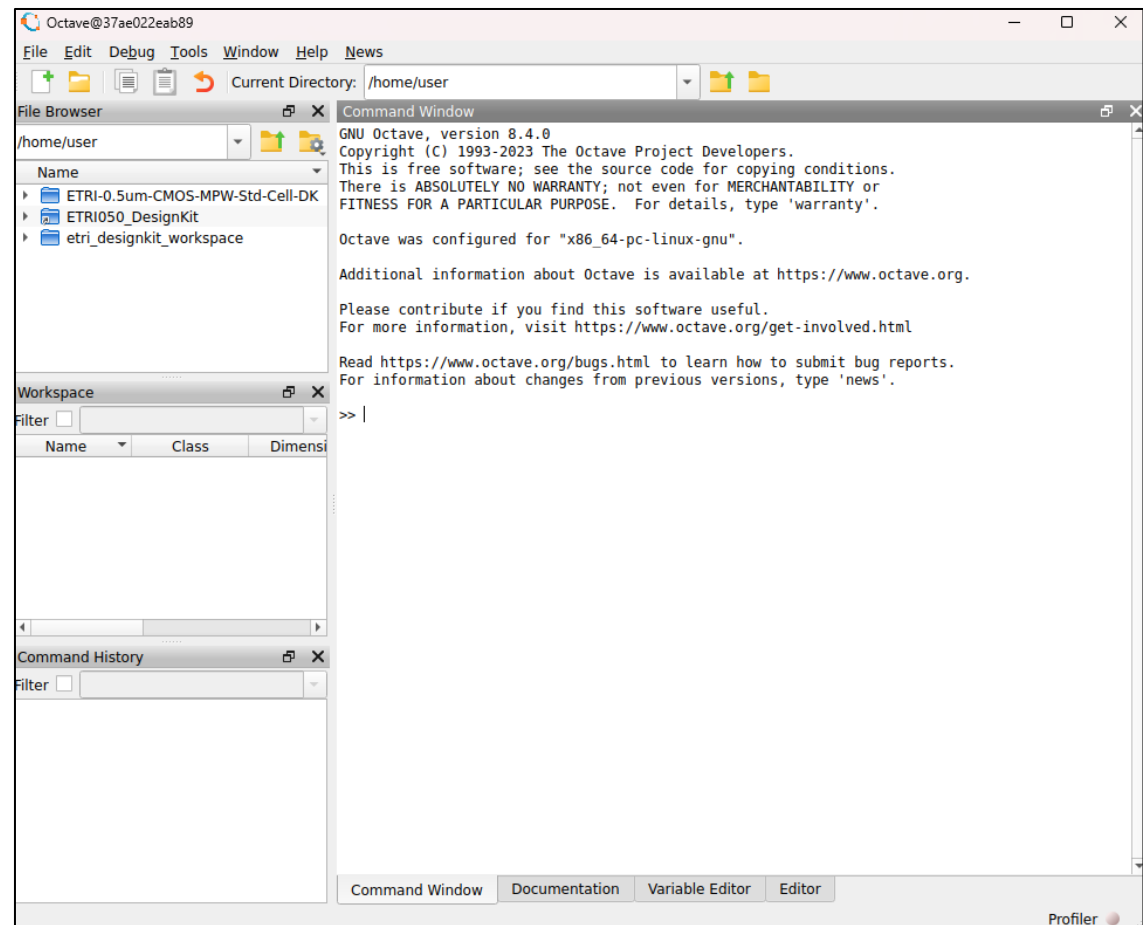 Octave@37ae022eab89
File Edit Debug Tools Window Help News
Current Directory: /home/user
File Browser
/home/user
Name
ETRI-0.5um-CMOS-MPW-Std-Cell-DK
ETRI050_DesignKit
etri_designkit_workspace
Workspace
Filter
Name Class Dimensi
Command History
Filter
Command Window
GNU Octave, version 8.4.0
Copyright (C) 1993-2023 The Octave Project Developers.
This is free software; see the source code for copying conditions.
There is ABSOLUTELY NO WARRANTY; not even for MERCHANTABILITY or
FITNESS FOR A PARTICULAR PURPOSE.  For details, type 'warranty'.
Octave was configured for "x86_64-pc-linux-gnu".
Additional information about Octave is available at https://www.octave.org.
Please contribute if you find this software useful.
For more information, visit https://www.octave.org/get-involved.html
Read https://www.octave.org/bugs.html to learn how to submit bug reports.
For information about changes from previous versions, type 'news'.
>>
Command Window Documentation Variable Editor Editor
Profiler